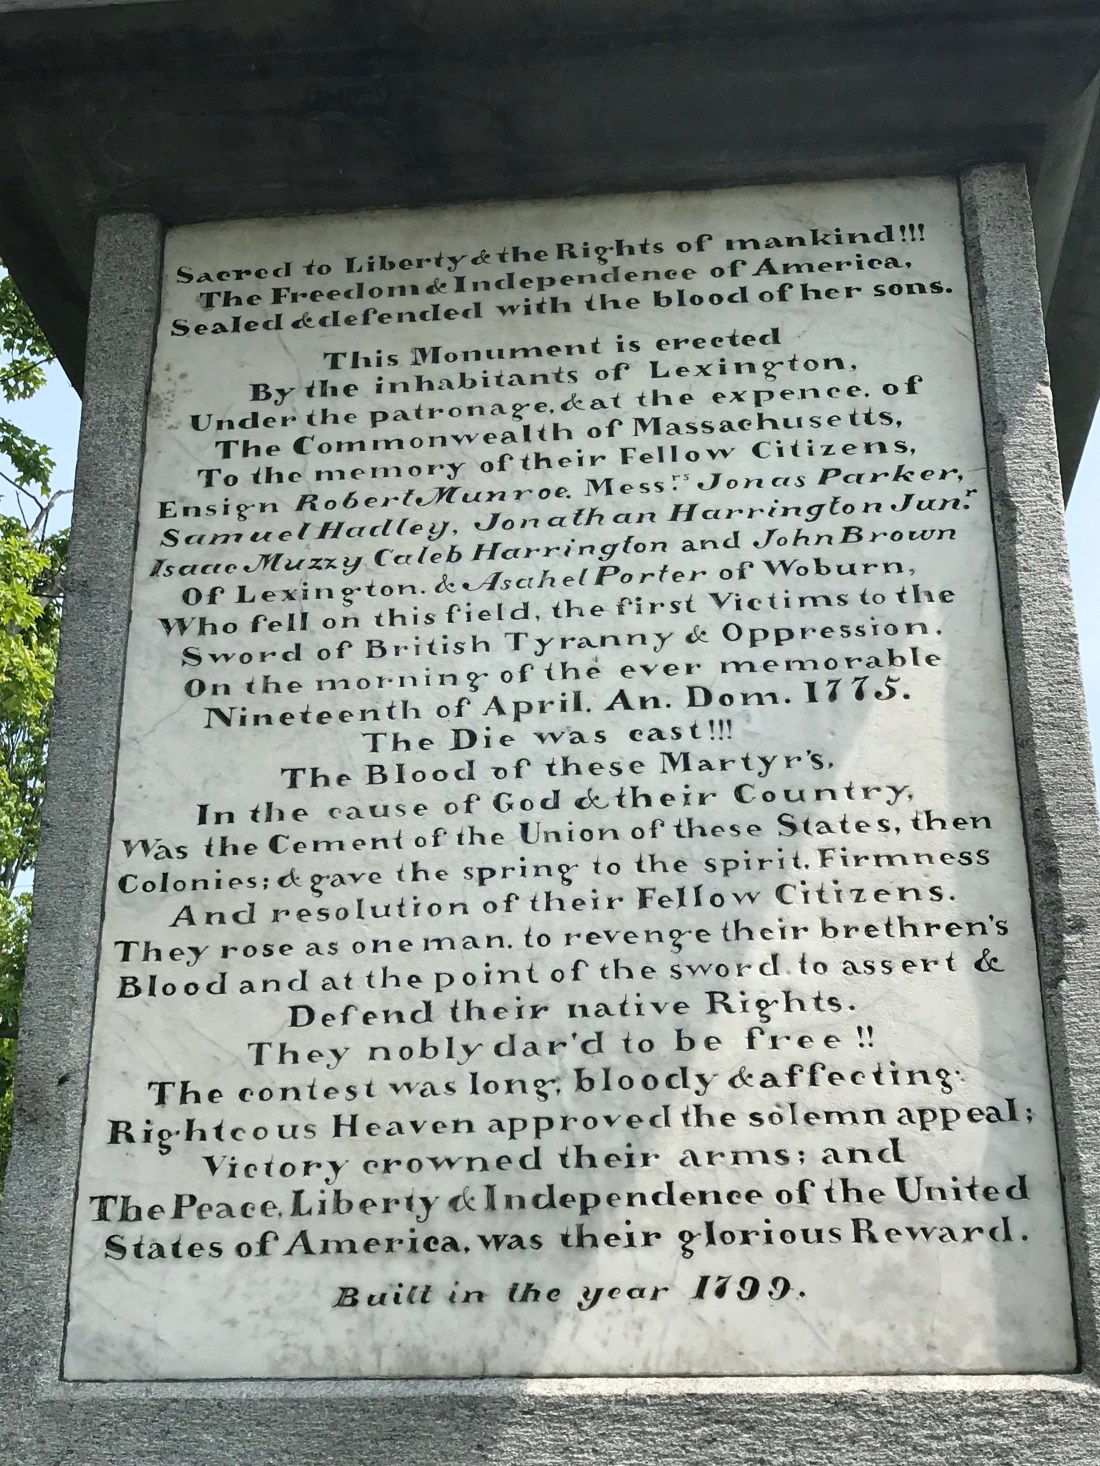 Sacred to Liberty & the Rights of mankind!!!
The Freedom & Independence of America,
Sealed & defended with the blood of her sons.
This Monument is erected
By the inhabitants of Lexington,
Under the patronage, & at the expence, of
The Commonwealth of Massachusetts,
To the memory of their Fellow Citizens,
Ensign Robert Munroe. Messrs. Jonas Parker,
Samuel Hadley, Jonathan Harrington Junr.
Isaac Muzzy Caleb Harrington and John Brown
Of Lexington. & Asahel Porter of Woburn,
Who fell on this field, the first Victims to the
Sword of British Tyranny & Oppression,
On the morning of the ever memorable
Nineteenth of April. An. Dom. 1775.
The Die was cast!!!
The Blood of these Martyr's,
In the cause of God & their Country,
Was the Cement of the Union of these States, then
Colonies; & gave the spring to the spirit, Firmness
And resolution of their Fellow Citizens.
They rose as one man, to revenge their brethren's
Blood and at the point of the sword, to assert &
Defend their native Rights.
They nobly dar'd to be free!!
The contest was long, bloody & affecting:
Righteous Heaven approved the solemn appeal;
Victory crowned their arms; and
The Peace, Liberty & Independence of the United
States of America, was their glorious Reward.
Built in the year 1799.